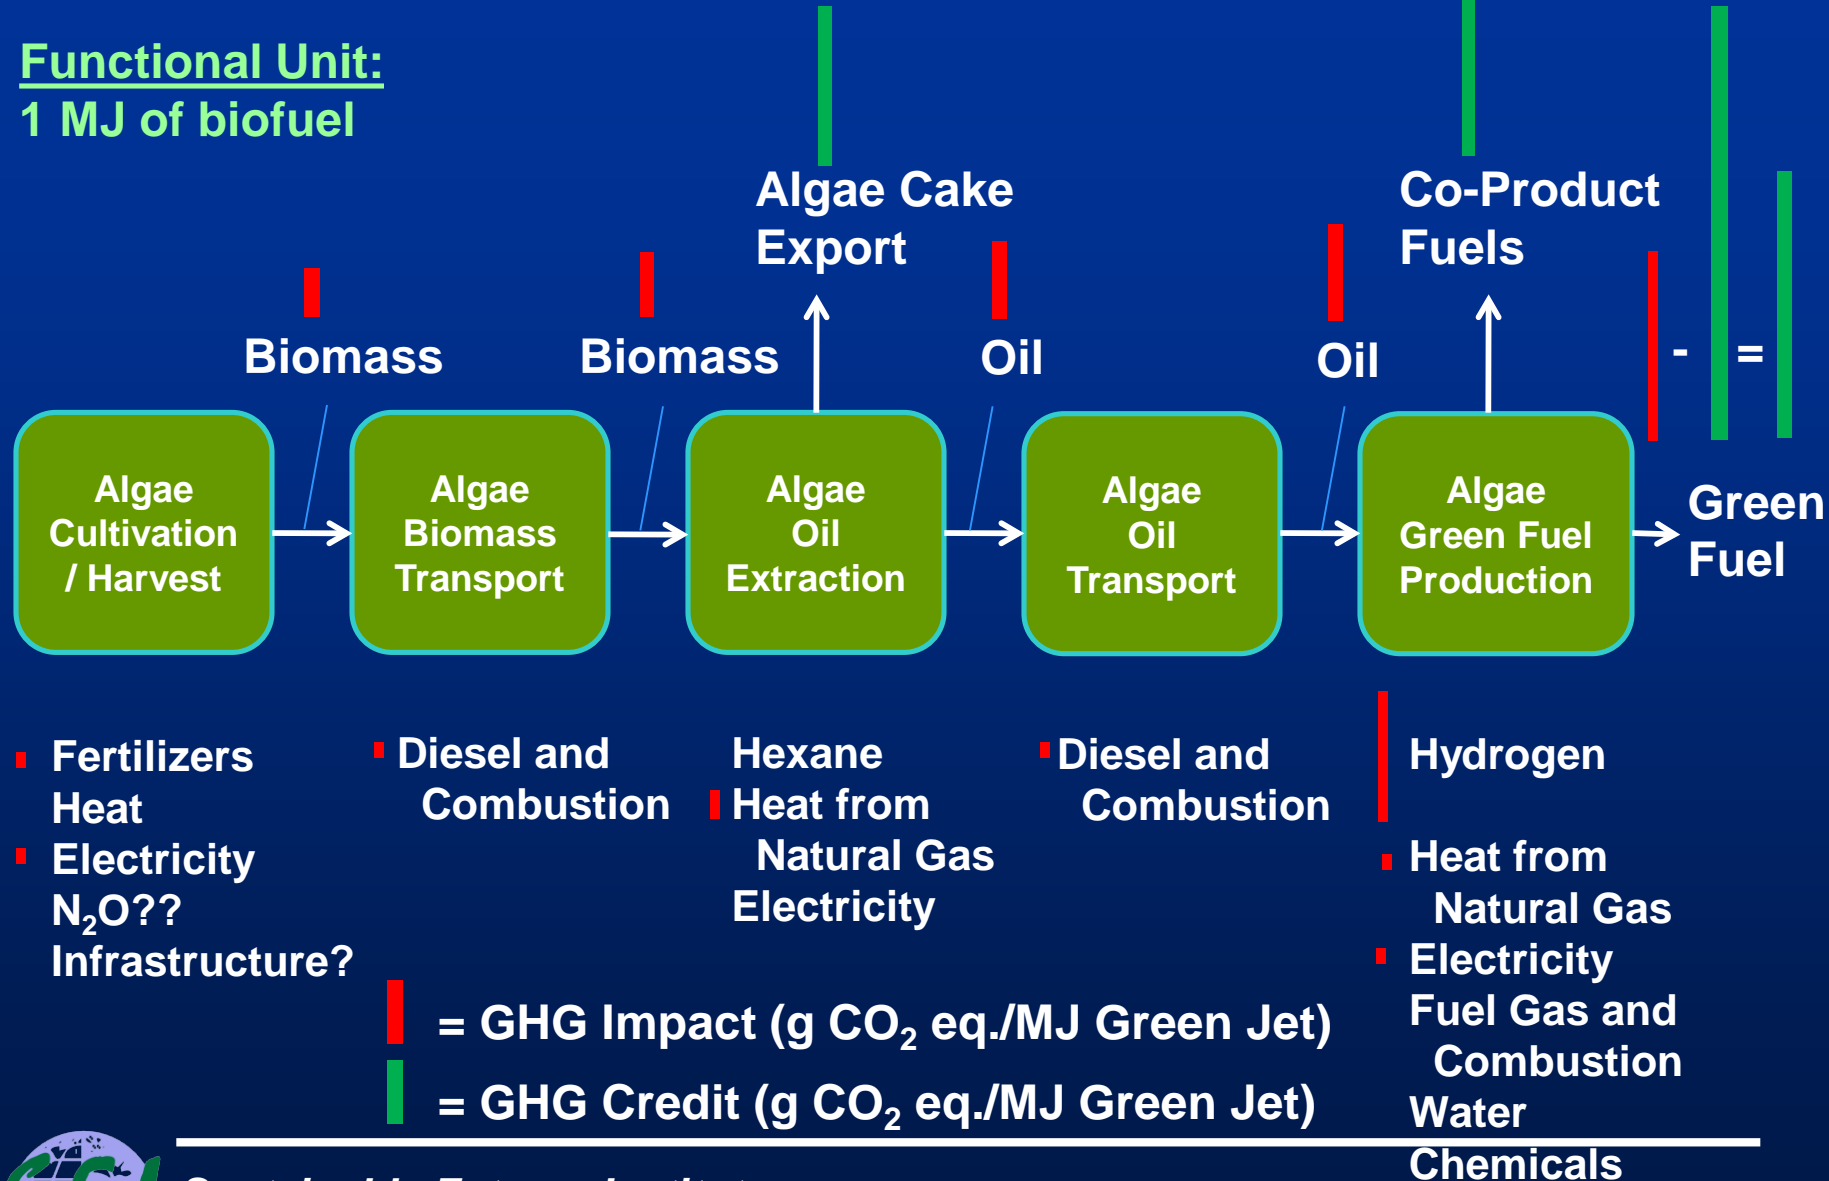 Functional Unit:
1 MJ of biofuel
Algae Cake
Export
Co-Product
Fuels
Biomass
Biomass
Oil
Oil
- =
Algae
Cultivation
/ Harvest
Algae
Biomass
Transport
Algae
Oil
Extraction
Algae
Oil
Transport
Algae
Green Fuel
Production
Green
Fuel
Fertilizers
Heat
Electricity
N₂O??
Infrastructure?
Diesel and
Combustion
Hexane
Heat from
Natural Gas
Electricity
Diesel and
Combustion
Hydrogen
Heat from
Natural Gas
Electricity
Fuel Gas and
Combustion
Water
Chemicals
= GHG Impact (g CO₂ eq./MJ Green Jet)
= GHG Credit (g CO₂ eq./MJ Green Jet)